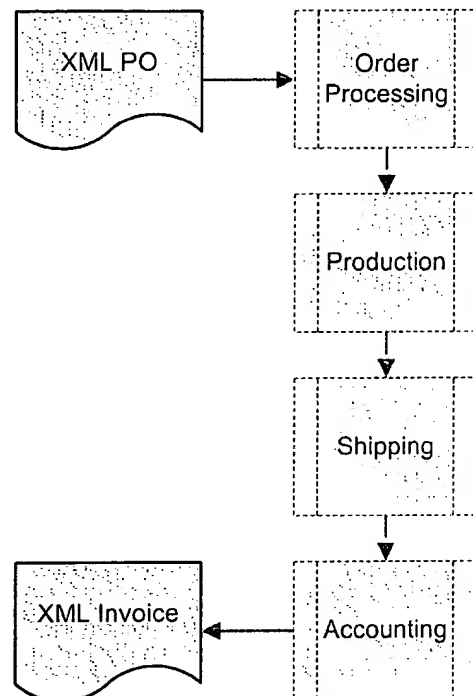 XML PO
Order
Processing
Production
Shipping
XML Invoice
Accounting